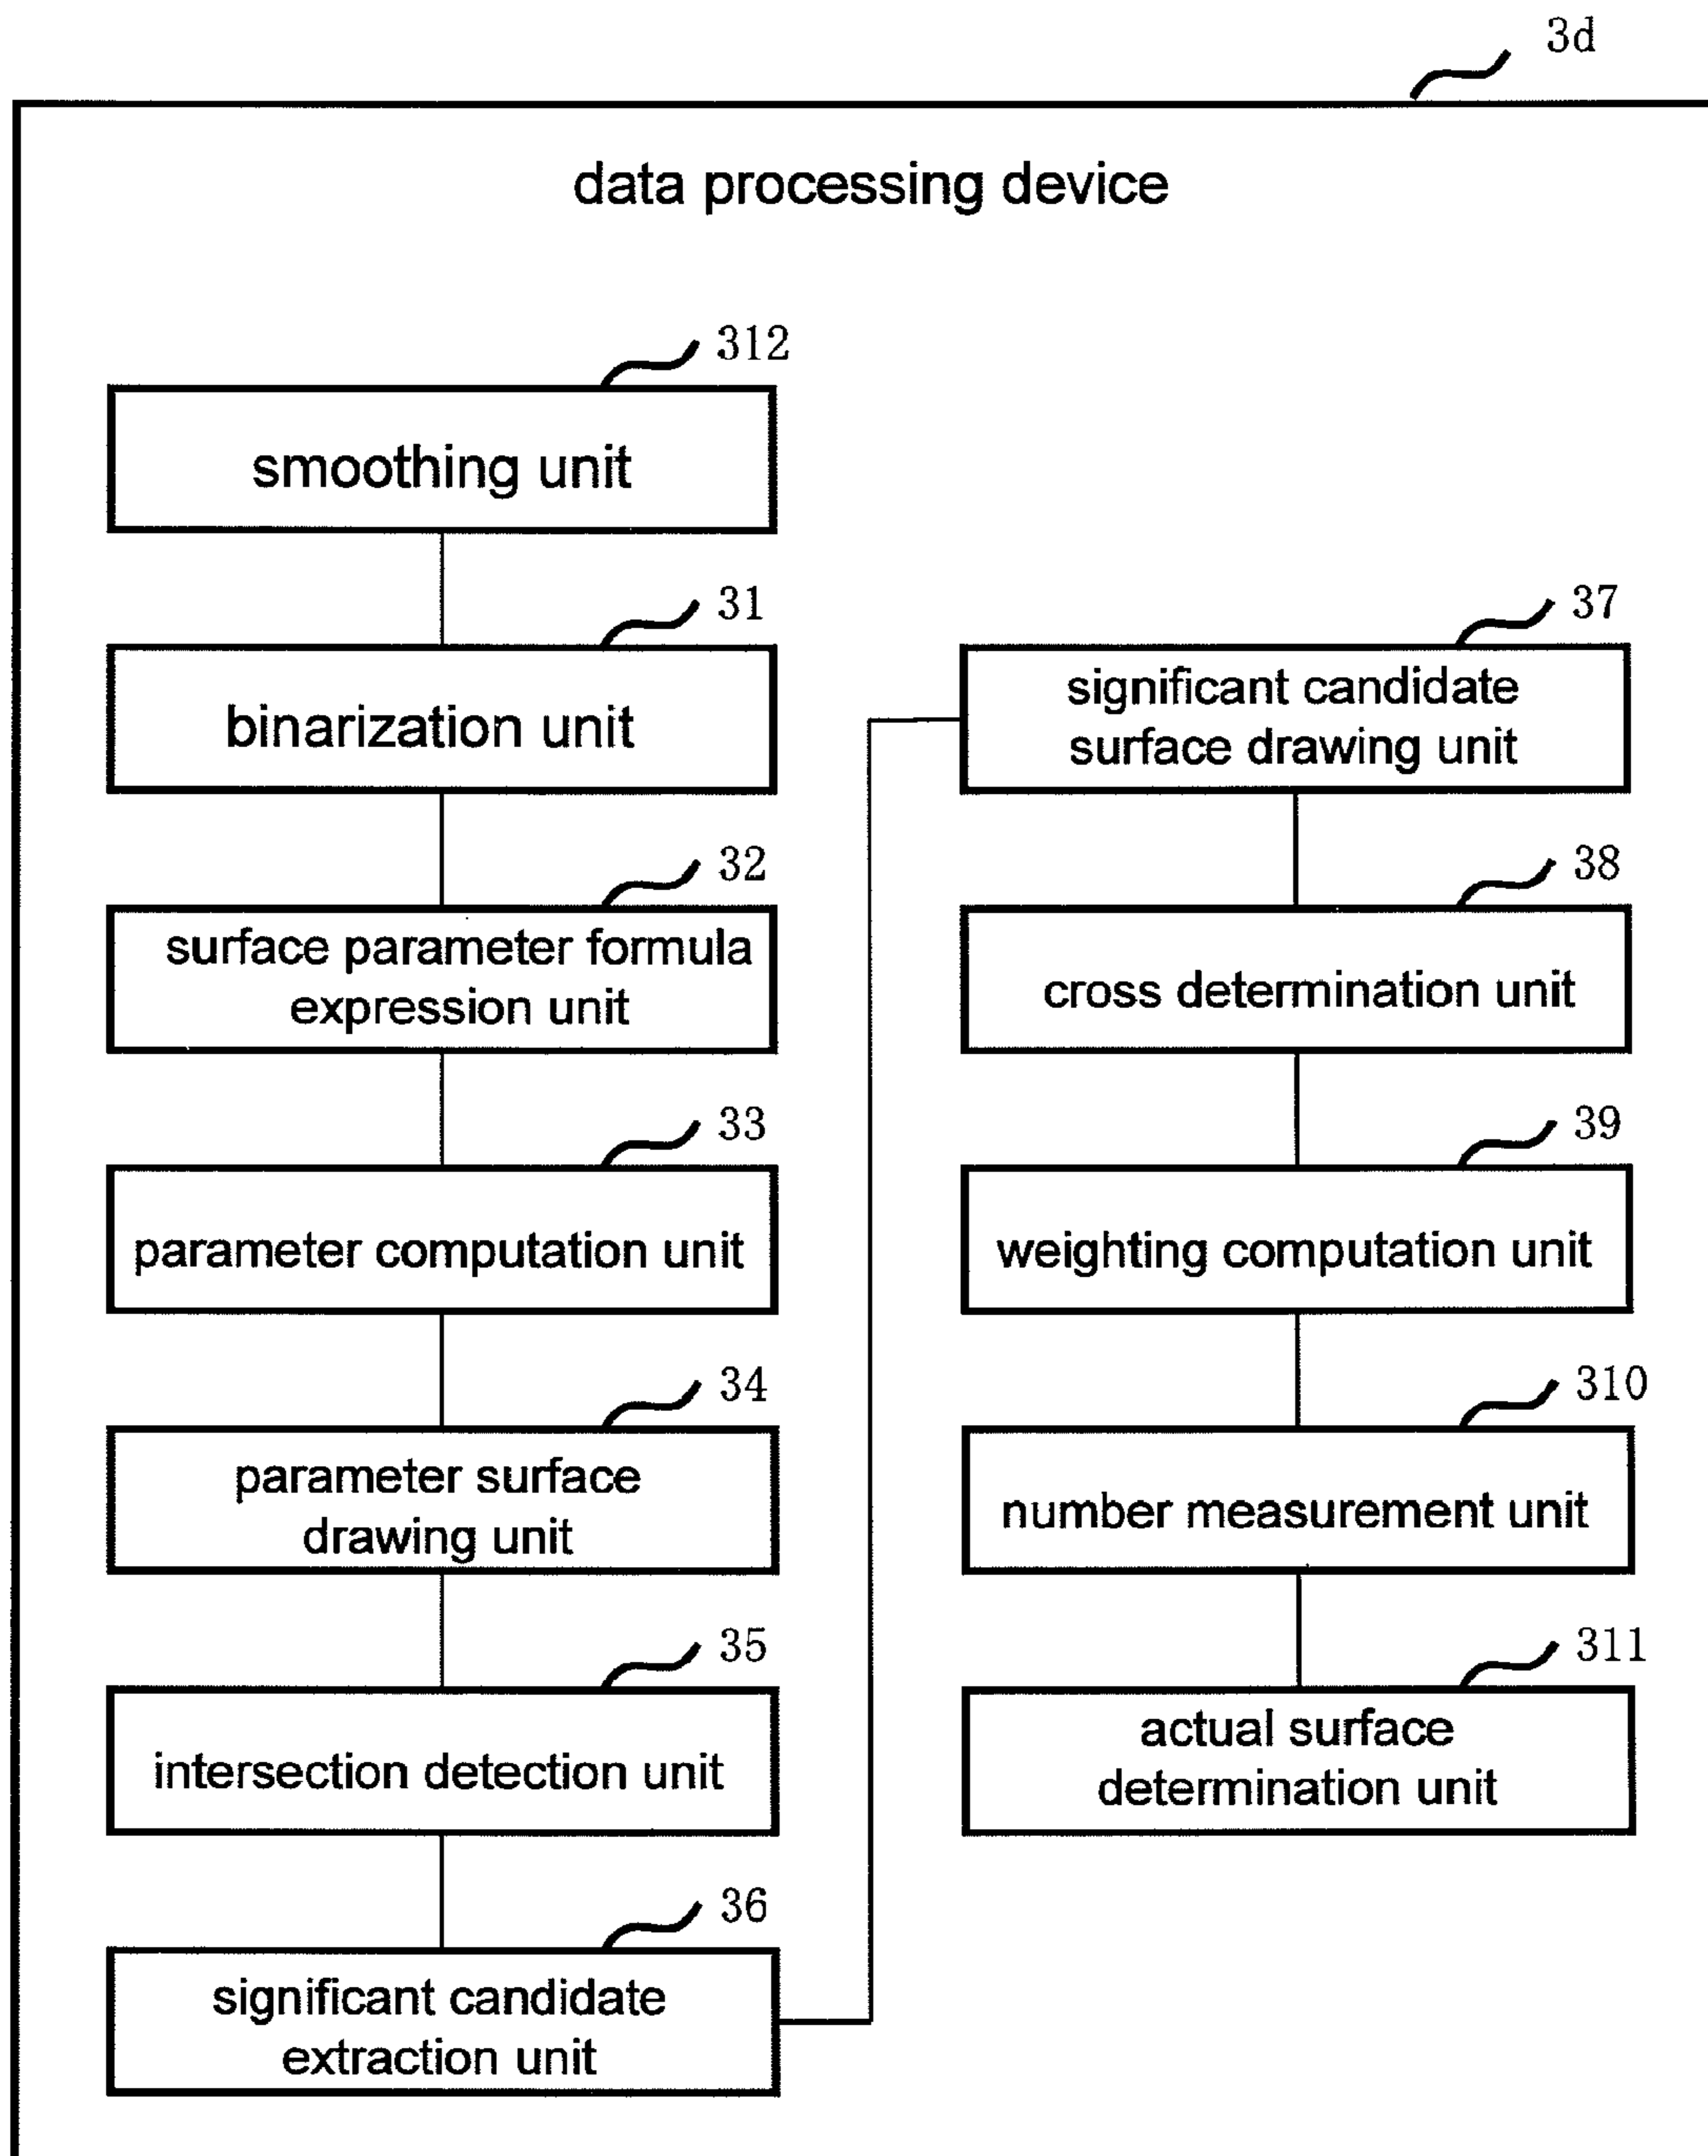 3d
data processing device
312
smoothing unit
31
binarization unit
32
surface parameter formula
expression unit
33
parameter computation unit
34
parameter surface
drawing unit
35
intersection detection unit
36
significant candidate
extraction unit
37
significant candidate
surface drawing unit
38
cross determination unit
39
weighting computation unit
310
number measurement unit
311
actual surface
determination unit